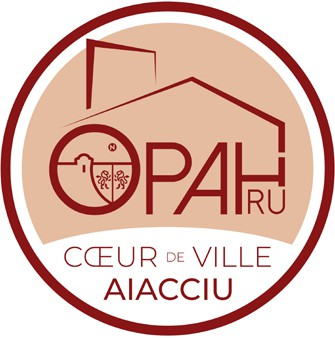 N
OPAH
RU
CŒUR DE VILLE
AIACCIU